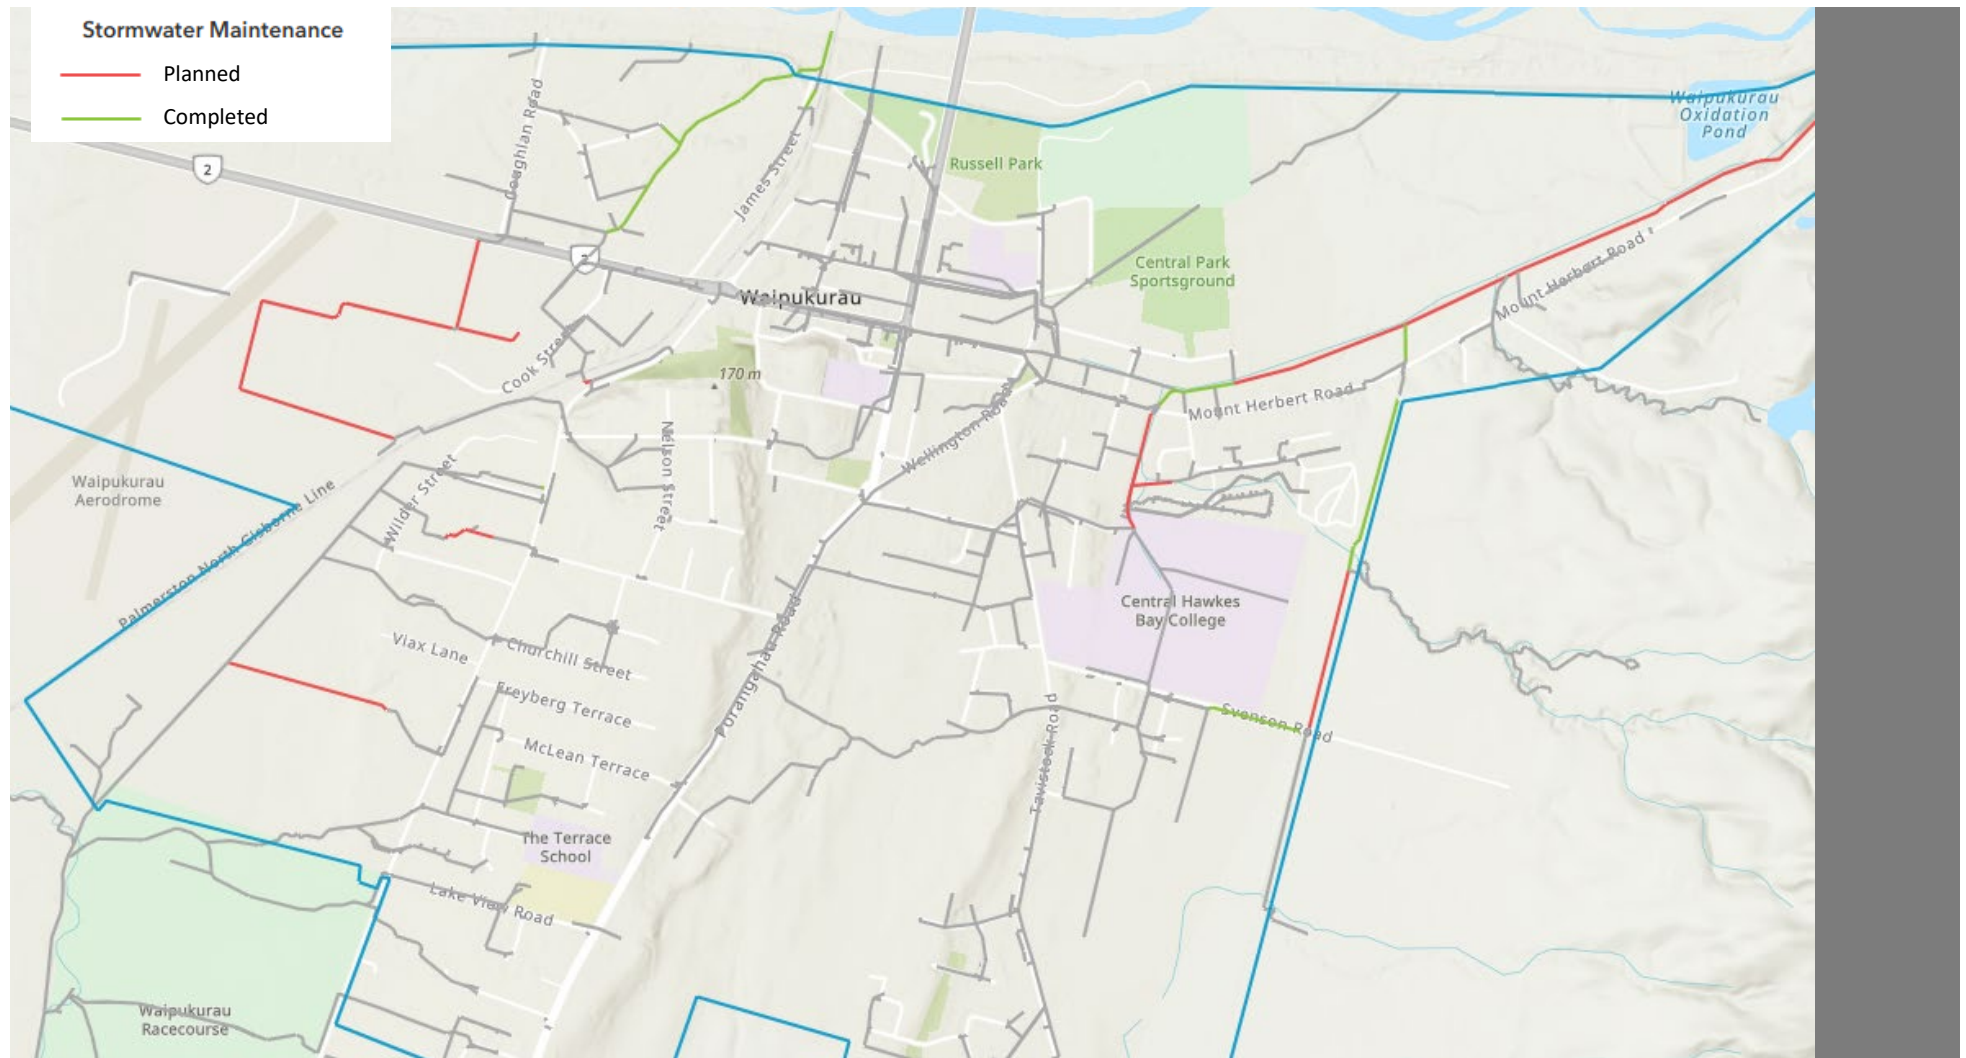 Stormwater Maintenance
Planned
Completed
2
2
Coughlan Road
James Street
Russell Park
Waipukurau
Oxidation
Pond
Central Park
Sportsground
Mount Herbert Road
Waipukurau
170 m
Cook Street
Mount Herbert Road
Nelson Street
Wellington Road
Wilder Street
Waipukurau
Aerodrome
Palmerston North Gisborne Line
Central Hawkes
Bay College
Viax Lane
Churchill Street
Freyberg Terrace
McLean Terrace
Porangahau Road
Tavistock Road
Svenson Road
The Terrace
School
Lake View Road
Waipukurau
Racecourse